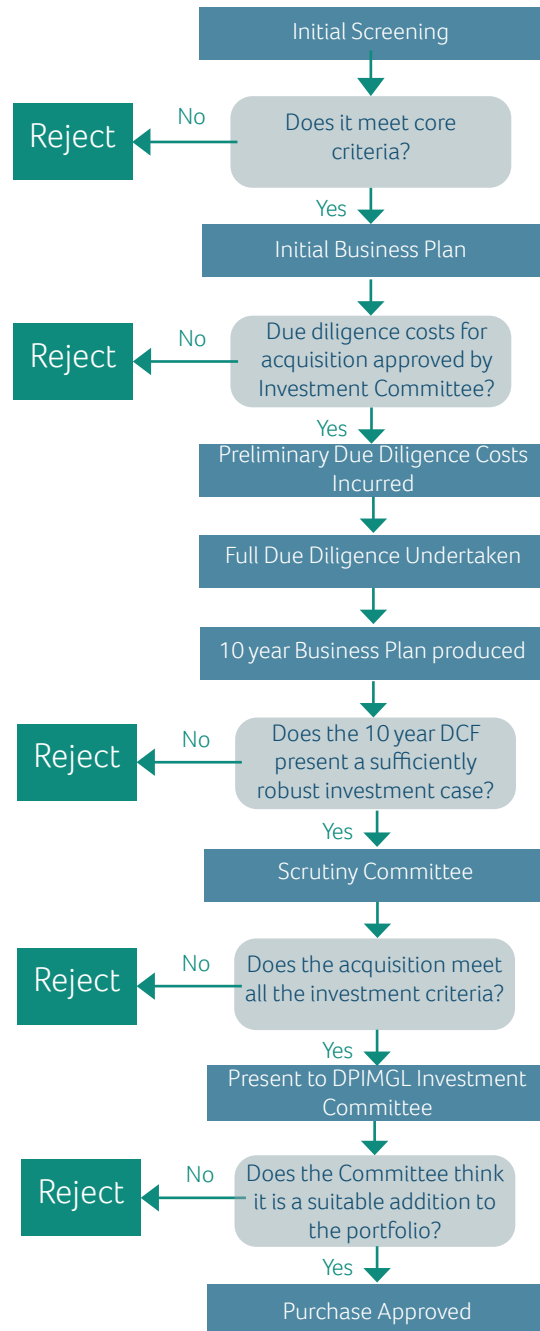 Initial Screening
No
Reject
Does it meet core
criteria?
Yes
Initial Business Plan
No
Reject
Due diligence costs for
acquisition approved by
Investment Committee?
Yes
Preliminary Due Diligence Costs
Incurred
Full Due Diligence Undertaken
10 year Business Plan produced
No
Reject
Does the 10 year DCF
present a sufficiently
robust investment case?
Yes
Scrutiny Committee
No
Reject
Does the acquisition meet
all the investment criteria?
Yes
Present to DPIMGL Investment
Committee
No
Reject
Does the Committee think
it is a suitable addition to
the portfolio?
Yes
Purchase Approved